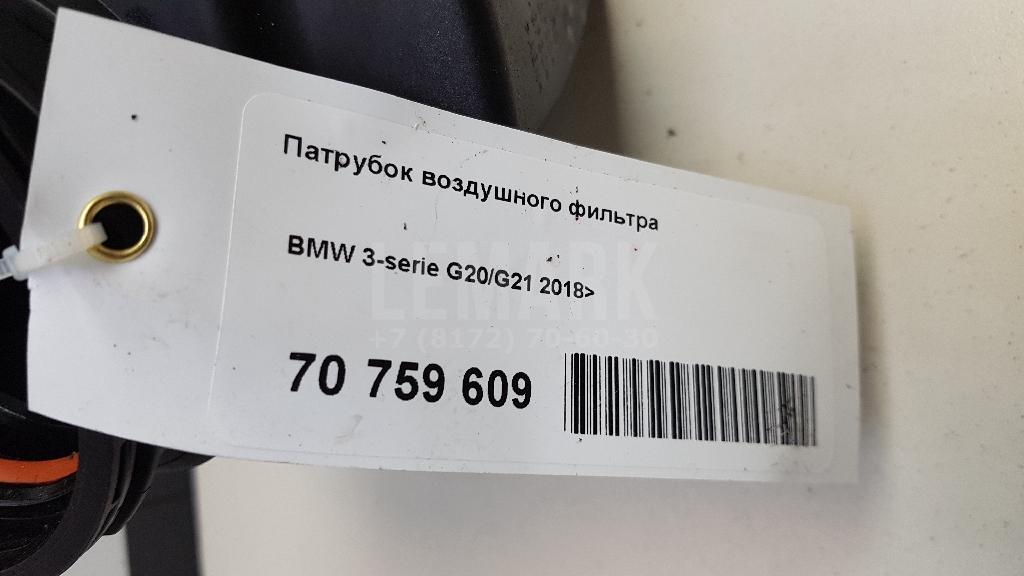 Патрубок воздушного фильтра
BMW 3-serie G20/G21 2018>
LEMARK
+7 (8172) 70-60-30
70 759 609